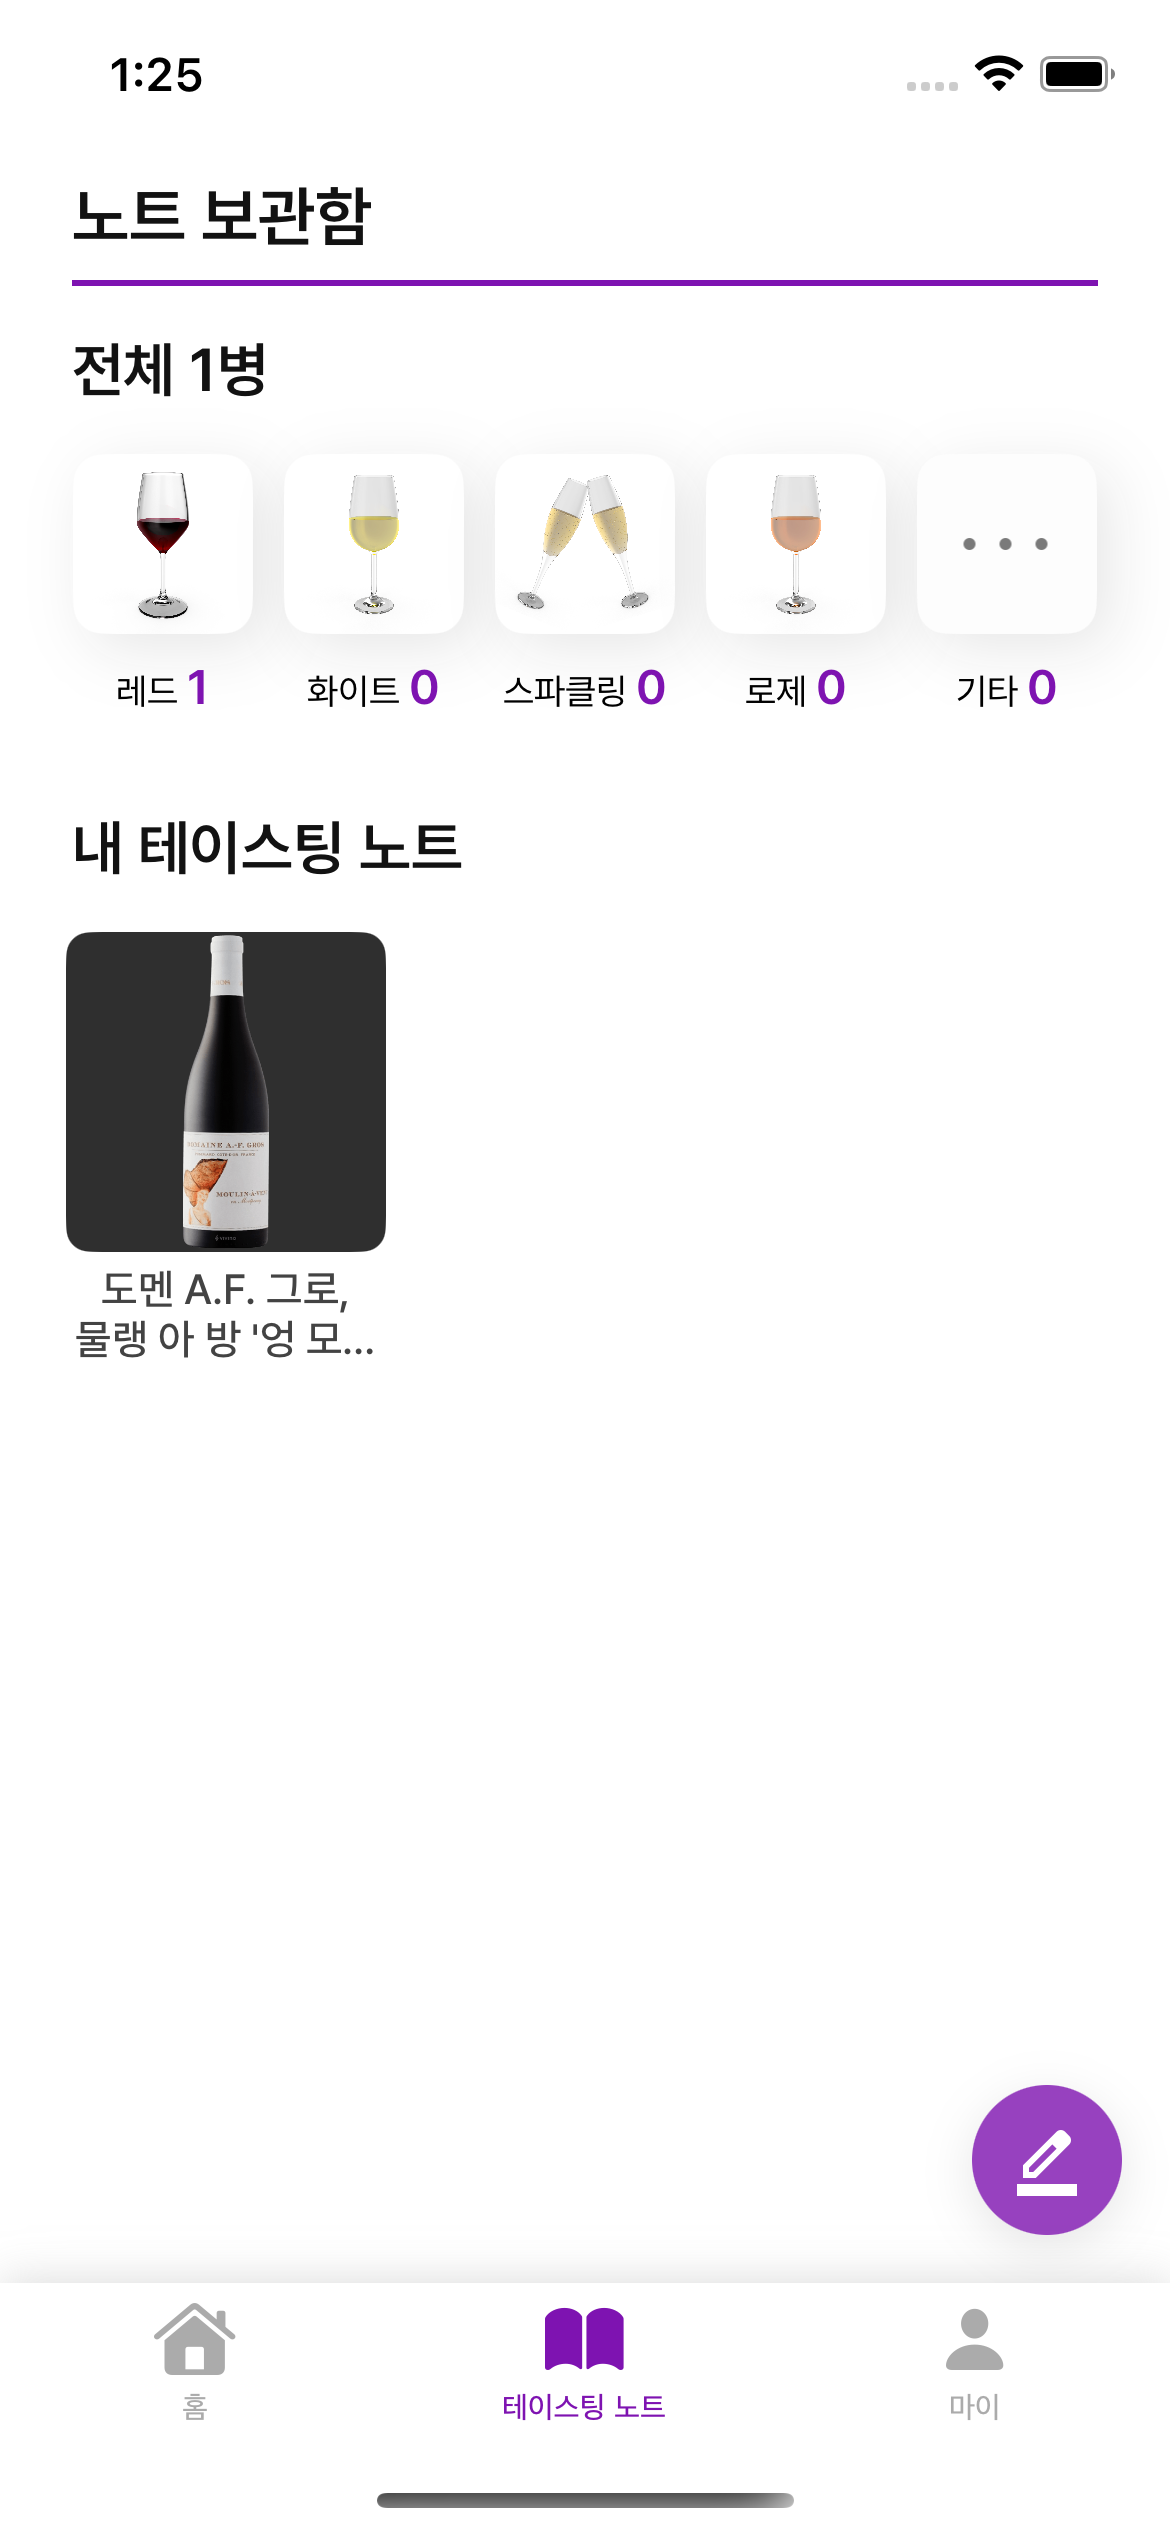 1:25
노트 보관함
전체 1병
레드 1
화이트 0
스파클링 0
로제 0
기타 0
내 테이스팅 노트
DOMAINE A.-F. GROS
MOULIN-À-VENT
vivino
도멘 A.F. 그로,
물랭 아 방 '엉 모...
홈
테이스팅 노트
마이